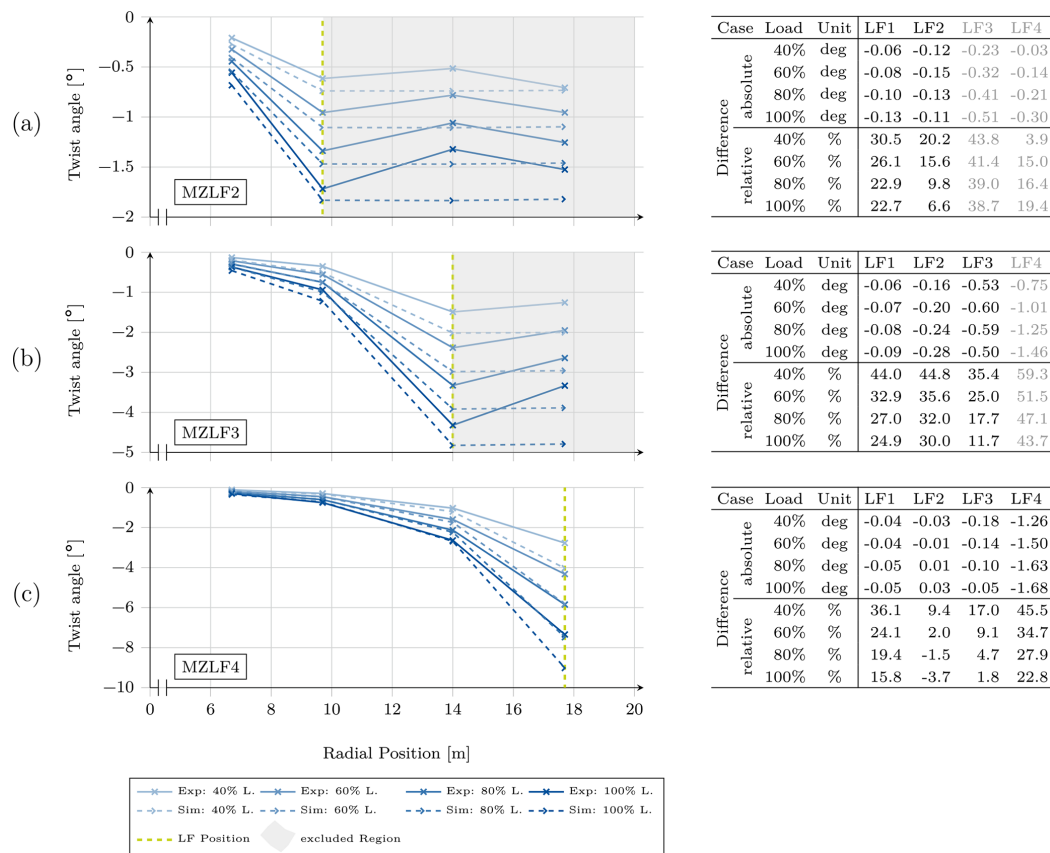 (a)
Twist angle [°]
0
−0.5
−1
−1.5
−2
MZLF2
Case Load Unit LF1 LF2 LF3 LF4
Difference
absolute
40% deg -0.06 -0.12 -0.23 -0.03
60% deg -0.08 -0.15 -0.32 -0.14
80% deg -0.10 -0.13 -0.41 -0.21
100% deg -0.13 -0.11 -0.51 -0.30
relative
40% % 30.5 20.2 43.8 3.9
60% % 26.1 15.6 41.4 15.0
80% % 22.9 9.8 39.0 16.4
100% % 22.7 6.6 38.7 19.4
(b)
Twist angle [°]
0
−1
−2
−3
−4
−5
MZLF3
Case Load Unit LF1 LF2 LF3 LF4
Difference
absolute
40% deg -0.06 -0.16 -0.53 -0.75
60% deg -0.07 -0.20 -0.60 -1.01
80% deg -0.08 -0.24 -0.59 -1.25
100% deg -0.09 -0.28 -0.50 -1.46
relative
40% % 44.0 44.8 35.4 59.3
60% % 32.9 35.6 25.0 51.5
80% % 27.0 32.0 17.7 47.1
100% % 24.9 30.0 11.7 43.7
(c)
Twist angle [°]
0
−2
−4
−6
−8
−10
MZLF4
0 6 8 10 12 14 16 18 20
Radial Position [m]
Case Load Unit LF1 LF2 LF3 LF4
Difference
absolute
40% deg -0.04 -0.03 -0.18 -1.26
60% deg -0.04 -0.01 -0.14 -1.50
80% deg -0.05 0.01 -0.10 -1.63
100% deg -0.05 0.03 -0.05 -1.68
relative
40% % 36.1 9.4 17.0 45.5
60% % 24.1 2.0 9.1 34.7
80% % 19.4 -1.5 4.7 27.9
100% % 15.8 -3.7 1.8 22.8
Exp: 40% L. Exp: 60% L. Exp: 80% L. Exp: 100% L.
Sim: 40% L. Sim: 60% L. Sim: 80% L. Sim: 100% L.
LF Position excluded Region